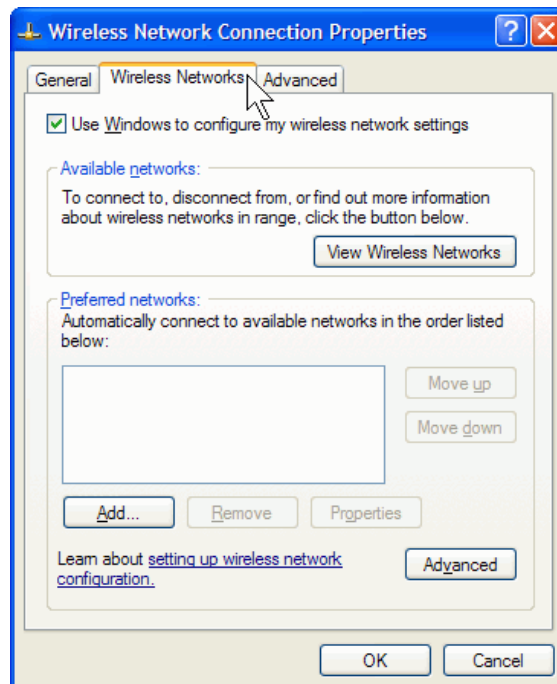 Wireless Network Connection Properties
?
X
General
Wireless Networks
Advanced
Use Windows to configure my wireless network settings
Available networks:
To connect to, disconnect from, or find out more information
about wireless networks in range, click the button below.
View Wireless Networks
Preferred networks:
Automatically connect to available networks in the order listed
below:
Move up
Move down
Add...
Remove
Properties
Learn about setting up wireless network
configuration.
Advanced
OK
Cancel